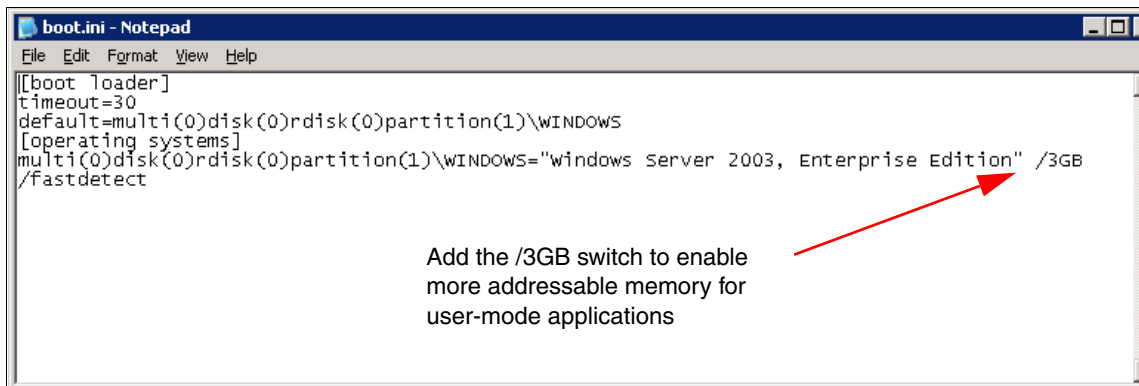 boot.ini - Notepad
File Edit Format View Help
[boot loader]
timeout=30
default=multi(0)disk(0)rdisk(0)partition(1)\WINDOWS
[operating systems]
multi(0)disk(0)rdisk(0)partition(1)\WINDOWS="Windows Server 2003, Enterprise Edition" /3GB
/fastdetect
Add the /3GB switch to enable
more addressable memory for
user-mode applications